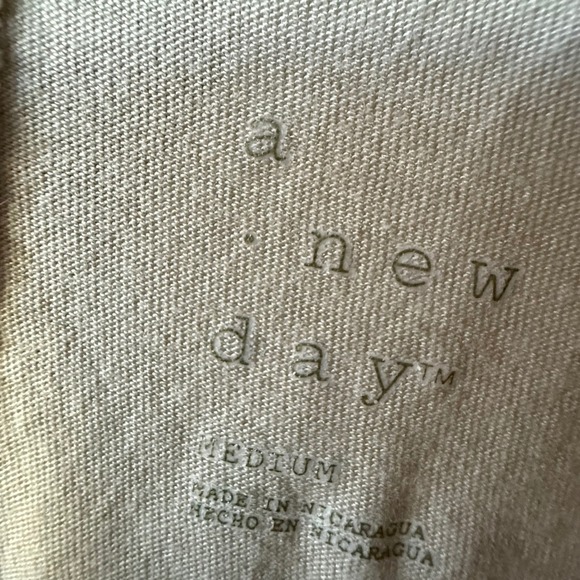 a
new
day™
MEDIUM
MADE IN NICARAGUA
HECHO EN NICARAGUA